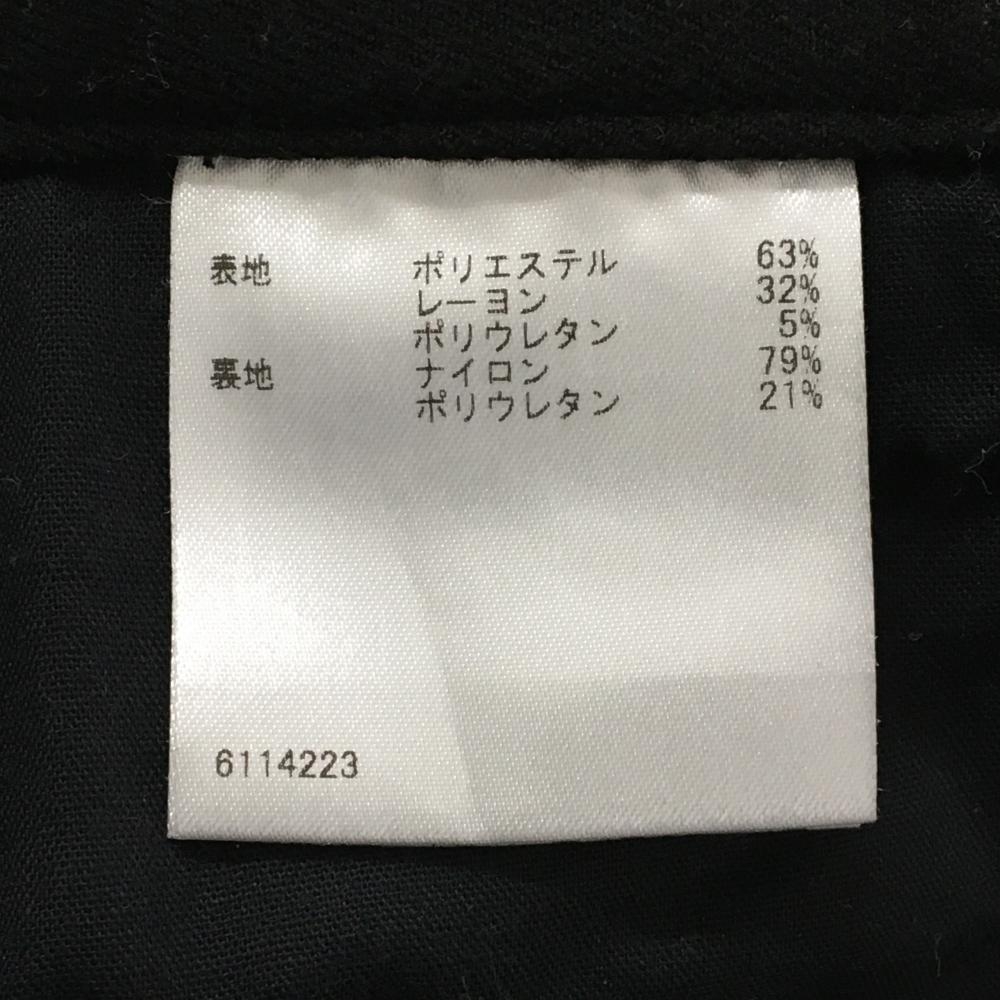 表地 ポリエステル 63%
レーヨン 32%
ポリウレタン 5%
裏地 ナイロン 79%
ポリウレタン 21%
6114223